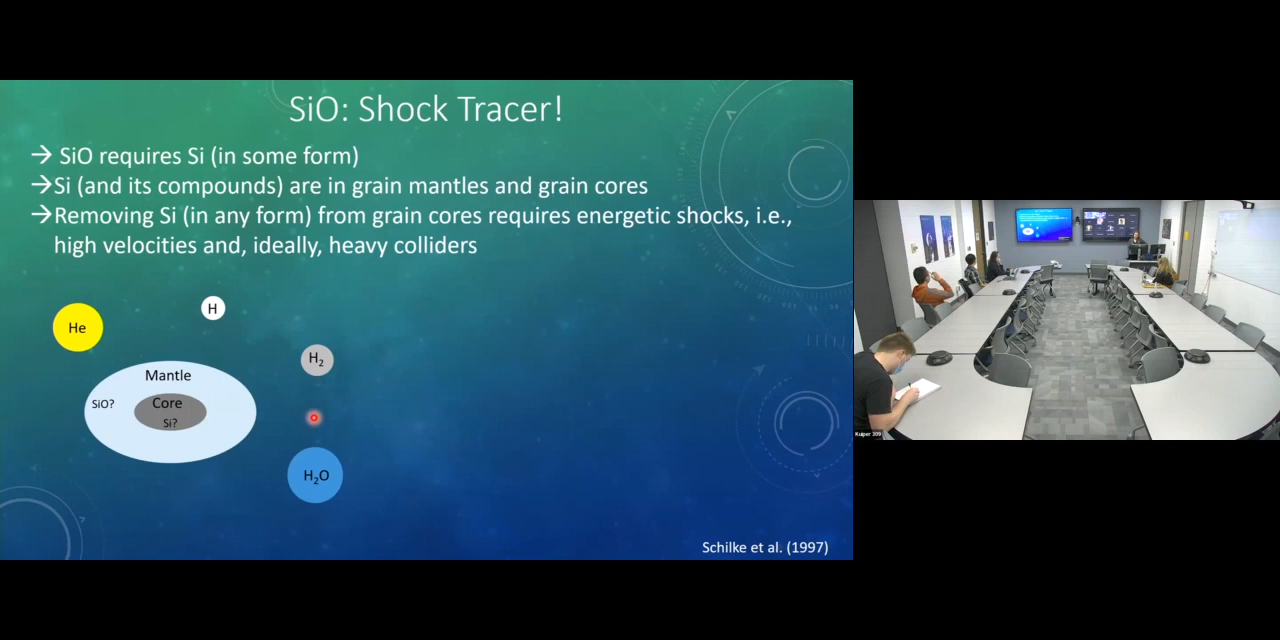 SiO: Shock Tracer!
→ SiO requires Si (in some form)
→Si (and its compounds) are in grain mantles and grain cores
→Removing Si (in any form) from grain cores requires energetic shocks, i.e.,
high velocities and, ideally, heavy colliders
He
H
H₂
Mantle
SiO?
Core
Si?
H₂O
Schilke et al. (1997)
Kuiper 309